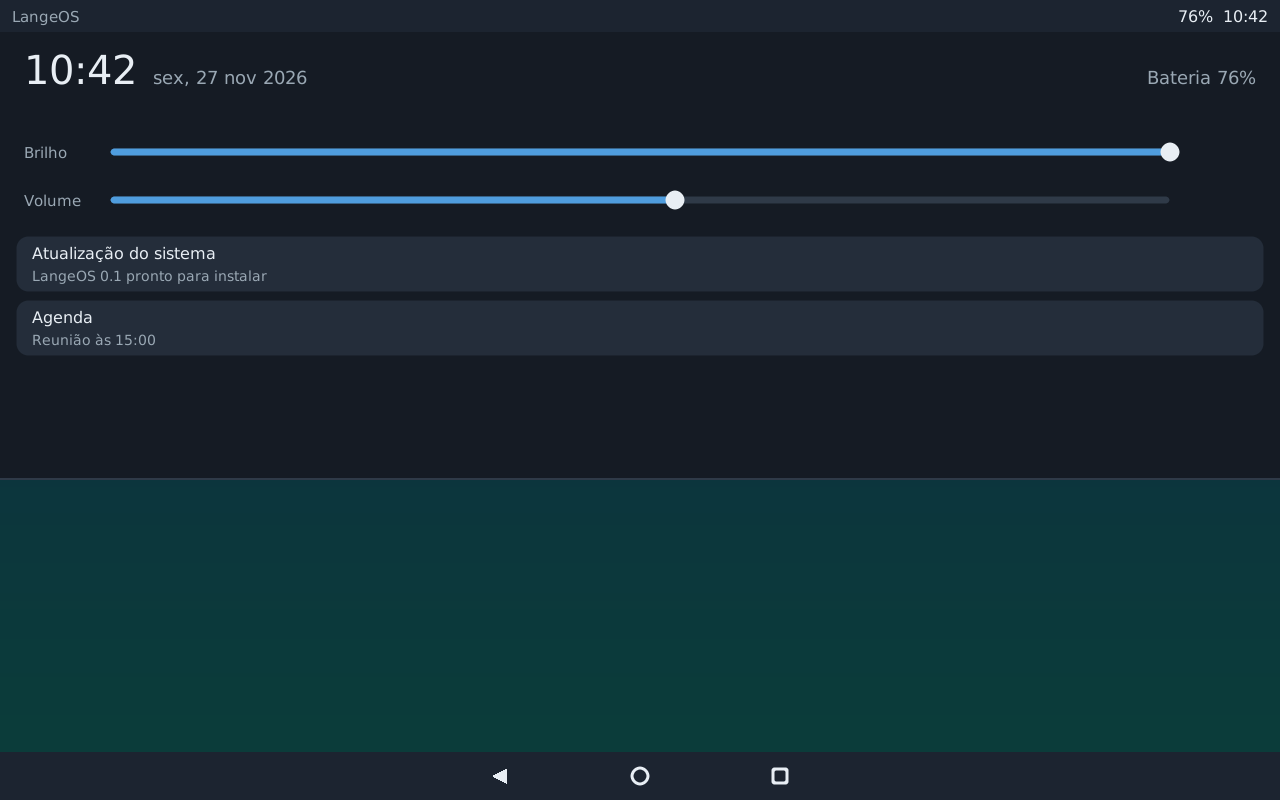 LangeOS
76% 10:42
10:42 sex, 27 nov 2026
Bateria 76%
Brilho
Volume
Atualização do sistema
LangeOS 0.1 pronto para instalar
Agenda
Reunião às 15:00